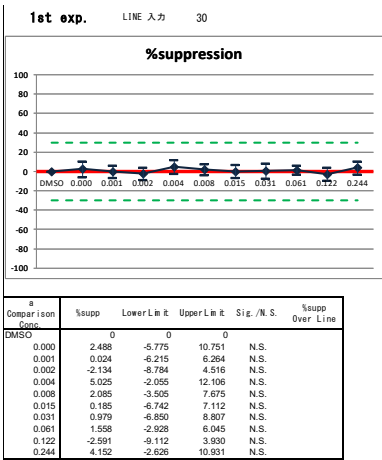 1st exp. LINE 入力 30
%suppression
100
80
60
40
20
0
-20
-40
-60
-80
-100
DMSO 0.000 0.001 0.002 0.004 0.008 0.015 0.031 0.061 0.122 0.244
a
Comparison
Conc.
%supp LowerLimit UpperLimit Sig./N.S. %supp
Over Line
DMSO 0 0 0
0.000 2.488 -5.775 10.751 N.S.
0.001 0.024 -6.215 6.264 N.S.
0.002 -2.134 -8.784 4.516 N.S.
0.004 5.025 -2.055 12.106 N.S.
0.008 2.085 -3.505 7.675 N.S.
0.015 0.185 -6.742 7.112 N.S.
0.031 0.979 -6.850 8.807 N.S.
0.061 1.558 -2.928 6.045 N.S.
0.122 -2.591 -9.112 3.930 N.S.
0.244 4.152 -2.626 10.931 N.S.